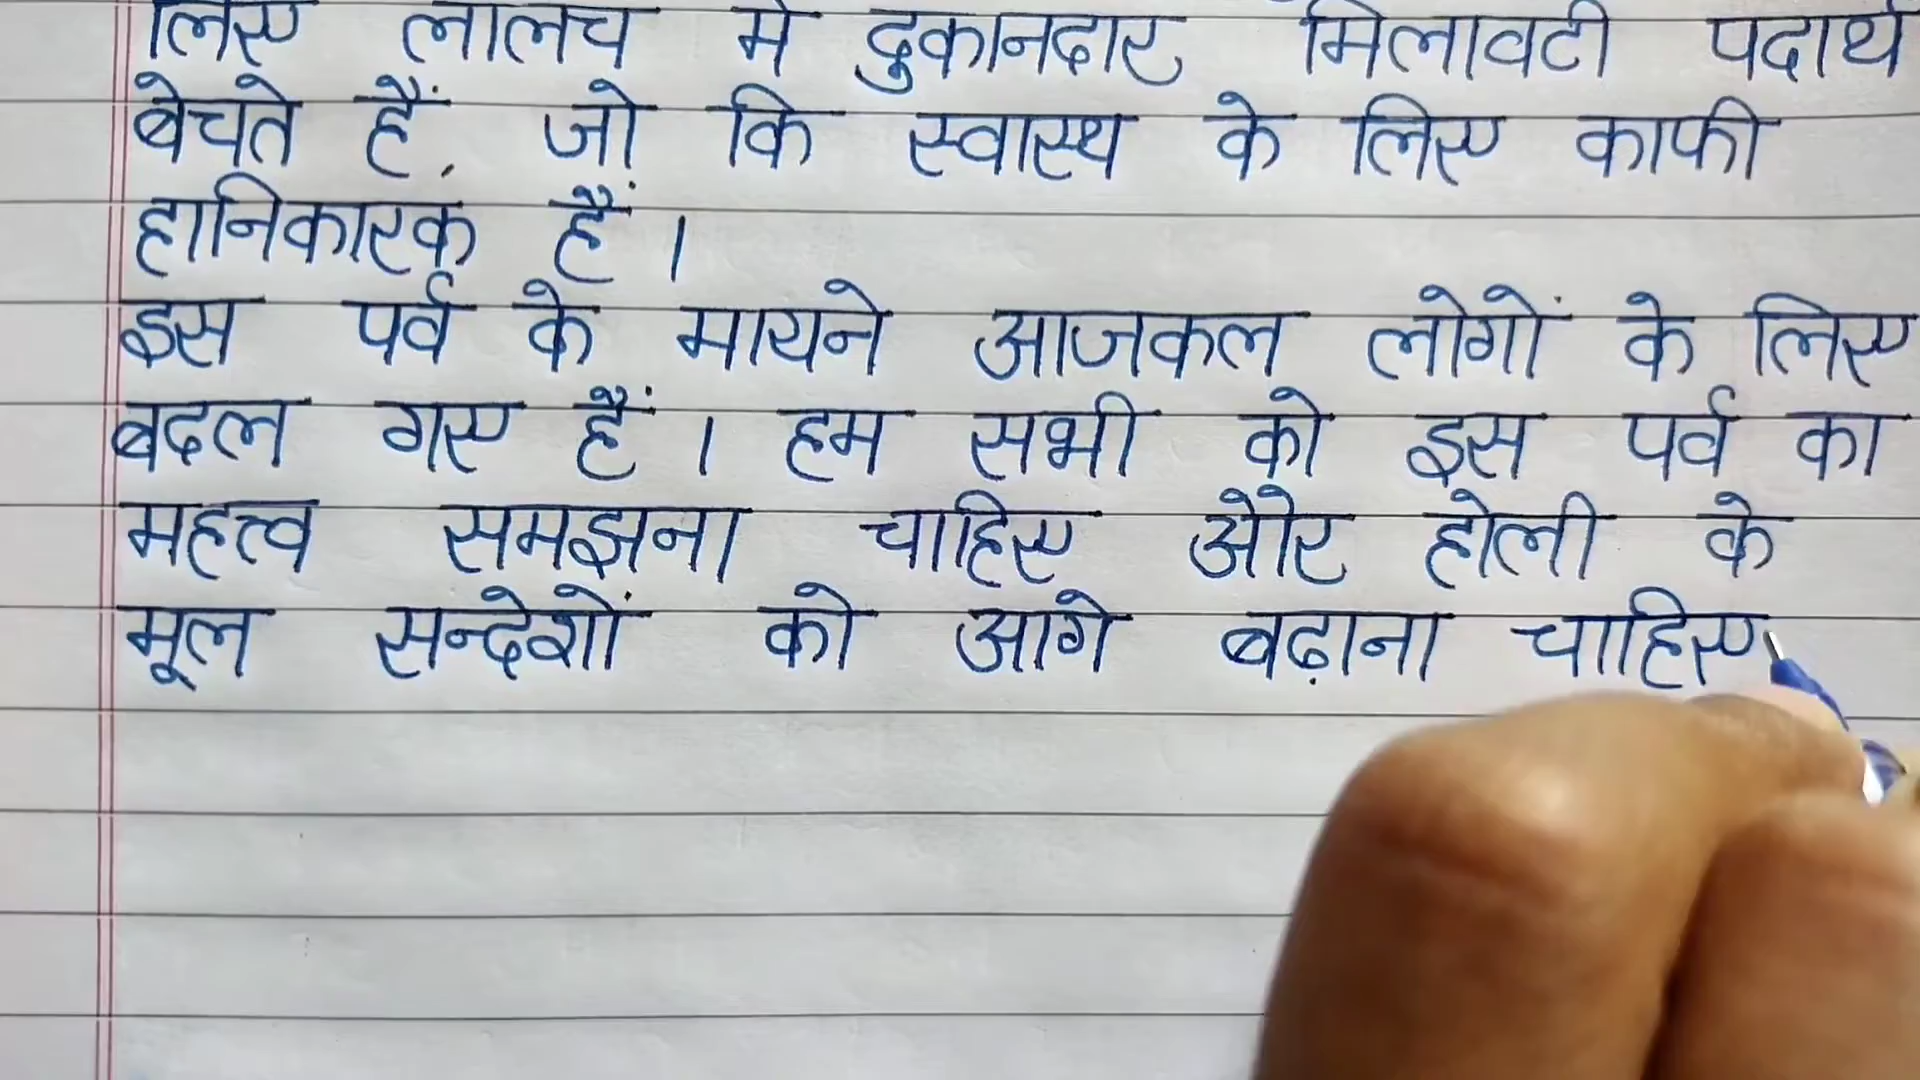 लिए लालच में दुकानदार मिलावटी पदार्थ
बेचते हैं, जो कि स्वास्थ के लिए काफी
हानिकारक हैं।
इस पर्व के मायने आजकल लोगों के लिए
बदल गए हैं। हम सभी को इस पर्व का
महत्त्व समझना चाहिए और होली के
मूल सन्देशों को आगे बढ़ाना चाहिए